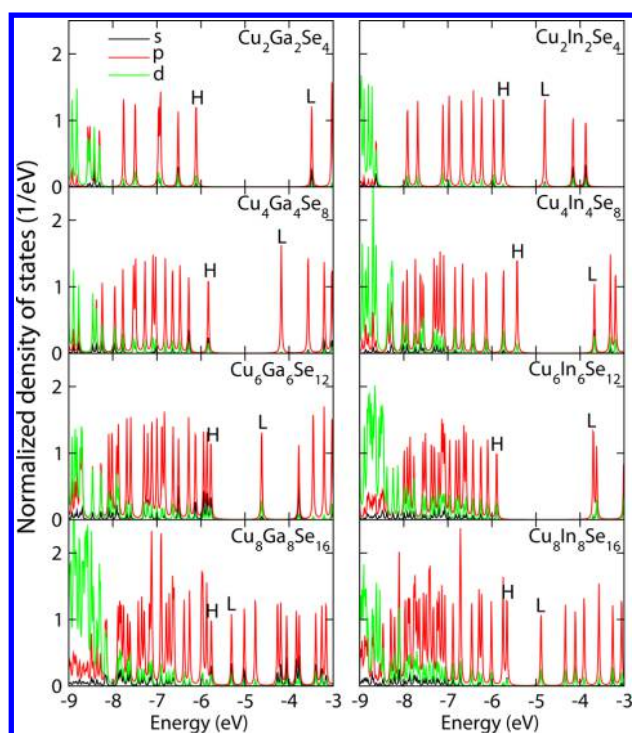 s
p
d
Cu₂Ga₂Se₄
H
L
Cu₂In₂Se₄
H
L
2
1
0
Cu₄Ga₄Se₈
H
L
Cu₄In₄Se₈
H
L
2
1
0
Cu₆Ga₆Se₁₂
H
L
Cu₆In₆Se₁₂
H
L
2
1
0
Cu₈Ga₈Se₁₆
H
L
Cu₈In₈Se₁₆
H
L
2
1
0
Normalized density of states (1/eV)
-9 -8 -7 -6 -5 -4 -3
-9 -8 -7 -6 -5 -4 -3
Energy (eV)
Energy (eV)